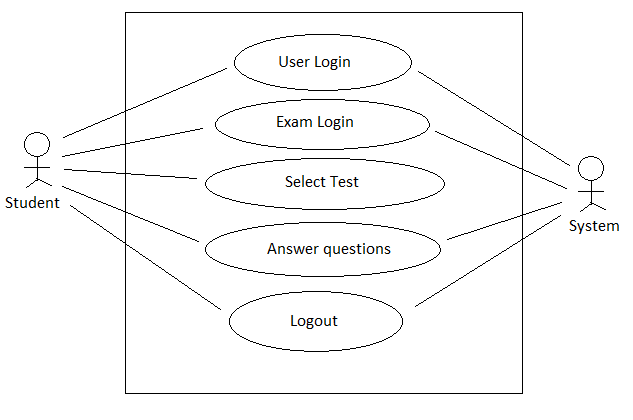 User Login
Exam Login
Select Test
Student
System
Answer questions
Logout